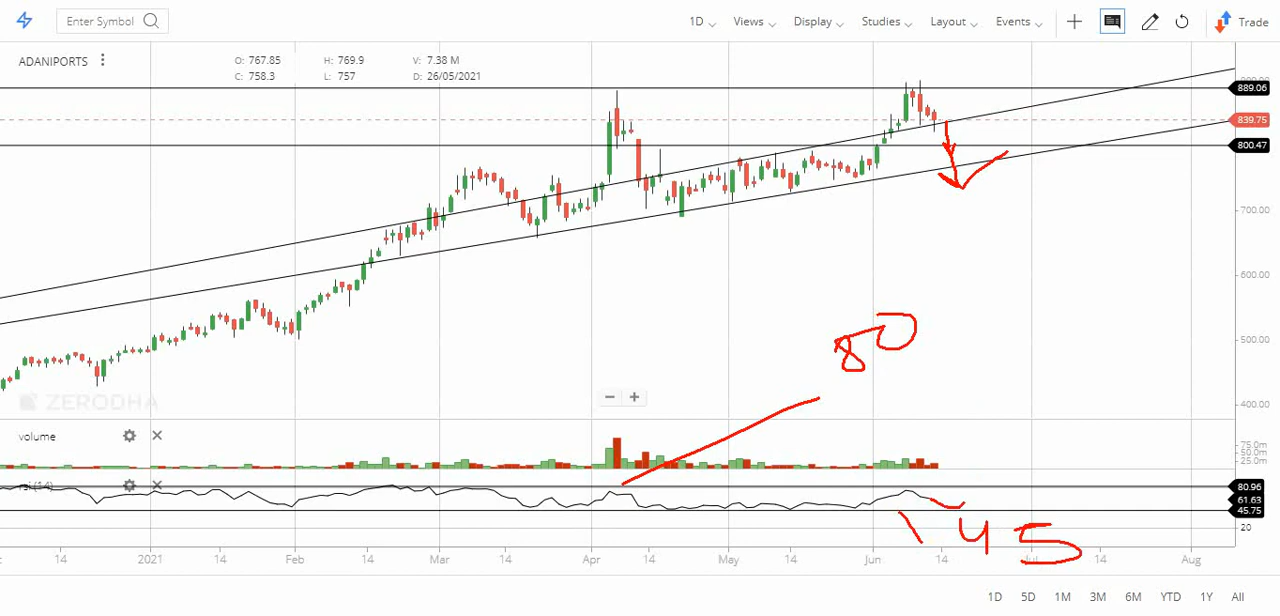 Enter Symbol 1D Views Display Studies Layout Events Trade
ADANIPORTS O: 767.85 H: 769.9 V: 7.38 M
C: 758.3 L: 757 D: 26/05/2021
889.06
839.75
800.47
700.00
600.00
500.00
400.00
80
ZERODHA
volume
75.0m
50.0m
25.0m
rsi (14)
80.96
61.63
45.75
20
45
14 2021 14 Feb 14 Mar 14 Apr 14 May 14 Jun 14 Jul 14 Aug
1D 5D 1M 3M 6M YTD 1Y All